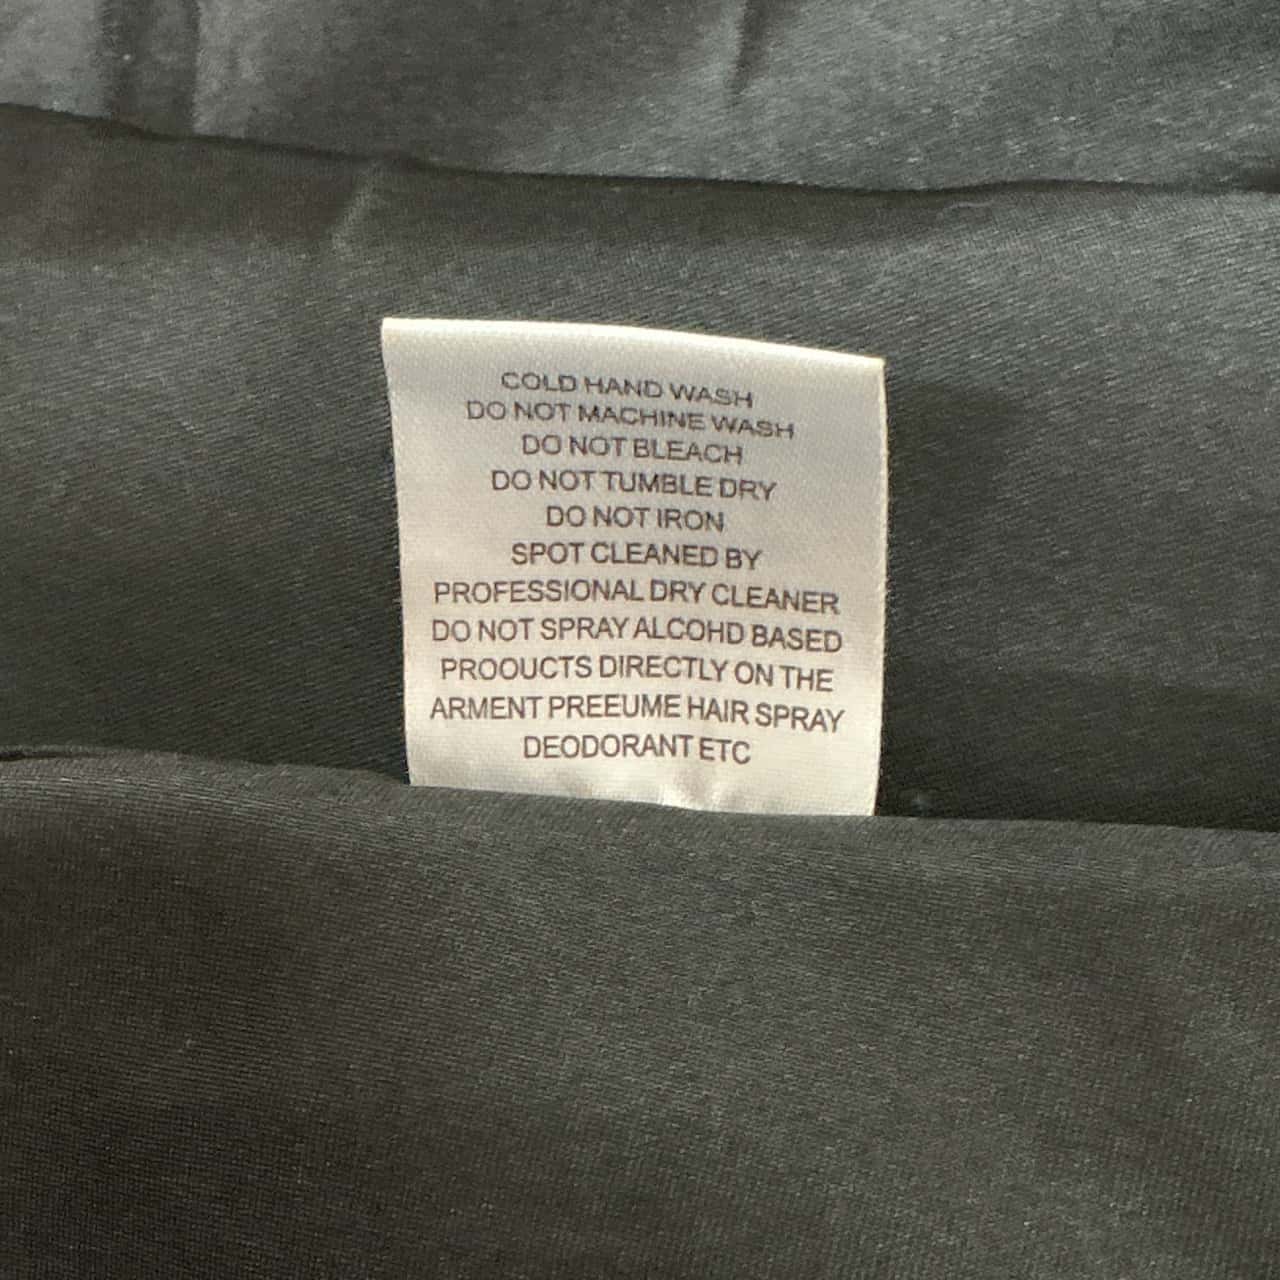 COLD HAND WASH
DO NOT MACHINE WASH
DO NOT BLEACH
DO NOT TUMBLE DRY
DO NOT IRON
SPOT CLEANED BY
PROFESSIONAL DRY CLEANER
DO NOT SPRAY ALCOHD BASED
PROOUCTS DIRECTLY ON THE
ARMENT PREEUME HAIR SPRAY
DEODORANT ETC